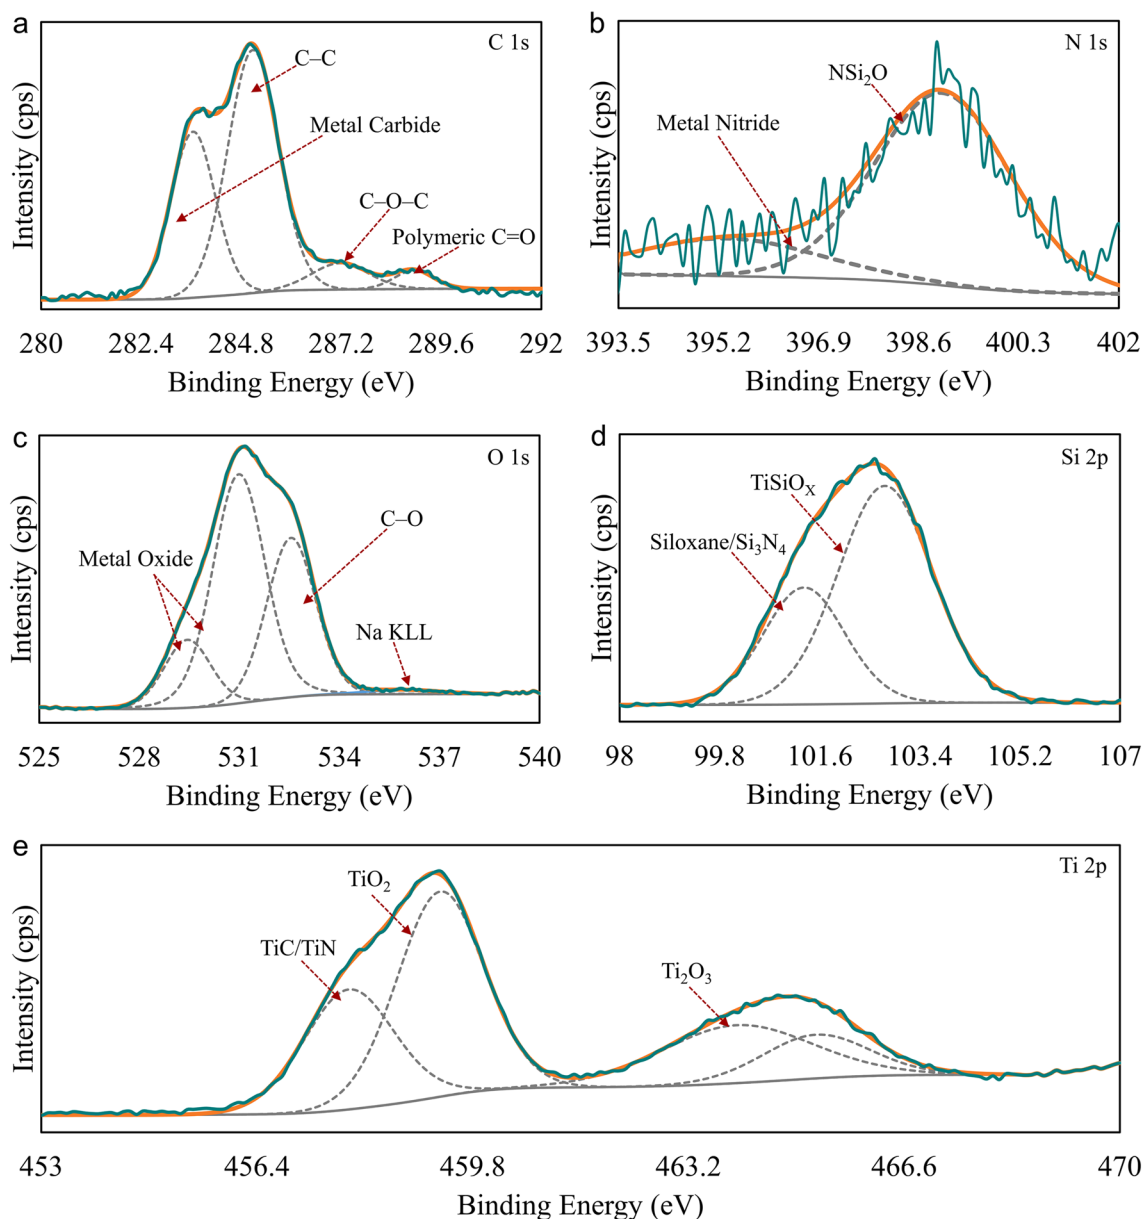 a
C 1s
C–C
Metal Carbide
C–O–C
Polymeric C=O
Intensity (cps)
280 282.4 284.8 287.2 289.6 292
Binding Energy (eV)
b
N 1s
NSi₂O
Metal Nitride
Intensity (cps)
393.5 395.2 396.9 398.6 400.3 402
Binding Energy (eV)
c
O 1s
C–O
Metal Oxide
Na KLL
Intensity (cps)
525 528 531 534 537 540
Binding Energy (eV)
d
Si 2p
TiSiOₓ
Siloxane/Si₃N₄
Intensity (cps)
98 99.8 101.6 103.4 105.2 107
Binding Energy (eV)
e
Ti 2p
TiO₂
TiC/TiN
Ti₂O₃
Intensity (cps)
453 456.4 459.8 463.2 466.6 470
Binding Energy (eV)